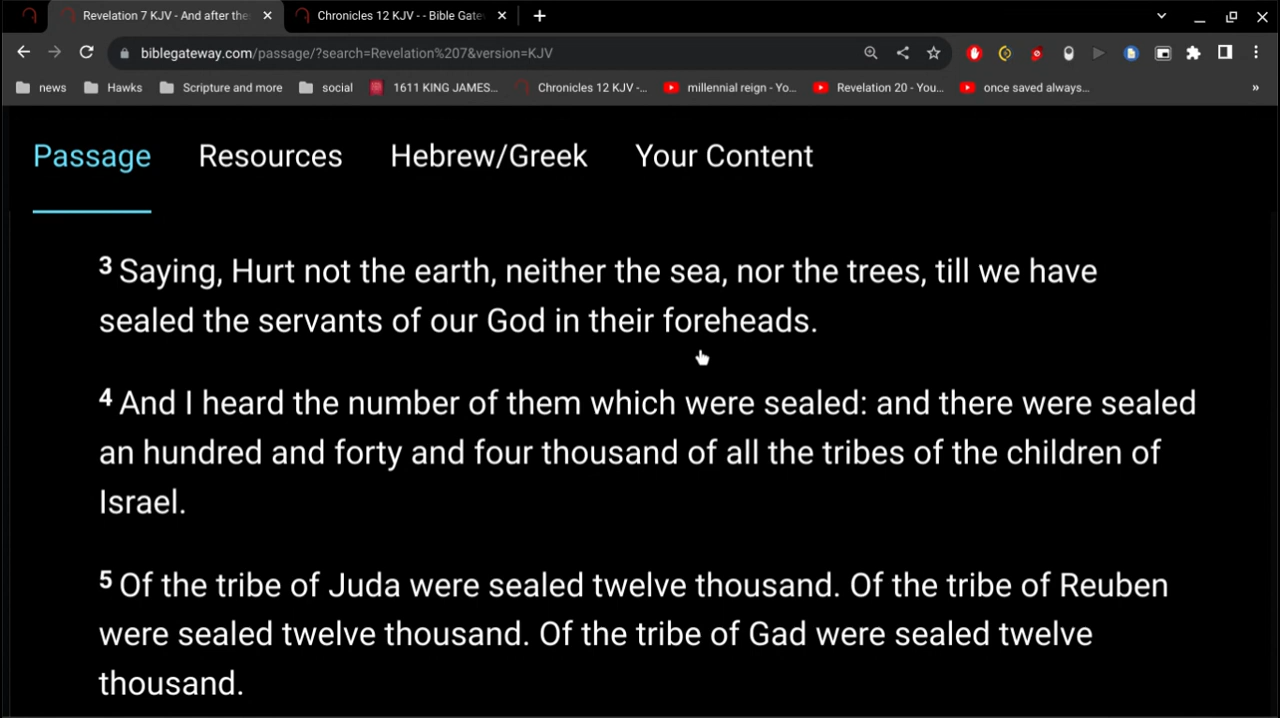 Revelation 7 KJV - And after the
Chronicles 12 KJV - - Bible Gate
biblegateway.com/passage/?search=Revelation%207&version=KJV
news Hawks Scripture and more social 1611 KING JAMES... Chronicles 12 KJV -... millennial reign - Yo... Revelation 20 - You... once saved always... »
Passage Resources Hebrew/Greek Your Content
3 Saying, Hurt not the earth, neither the sea, nor the trees, till we have
sealed the servants of our God in their foreheads.
4 And I heard the number of them which were sealed: and there were sealed
an hundred and forty and four thousand of all the tribes of the children of
Israel.
5 Of the tribe of Juda were sealed twelve thousand. Of the tribe of Reuben
were sealed twelve thousand. Of the tribe of Gad were sealed twelve
thousand.